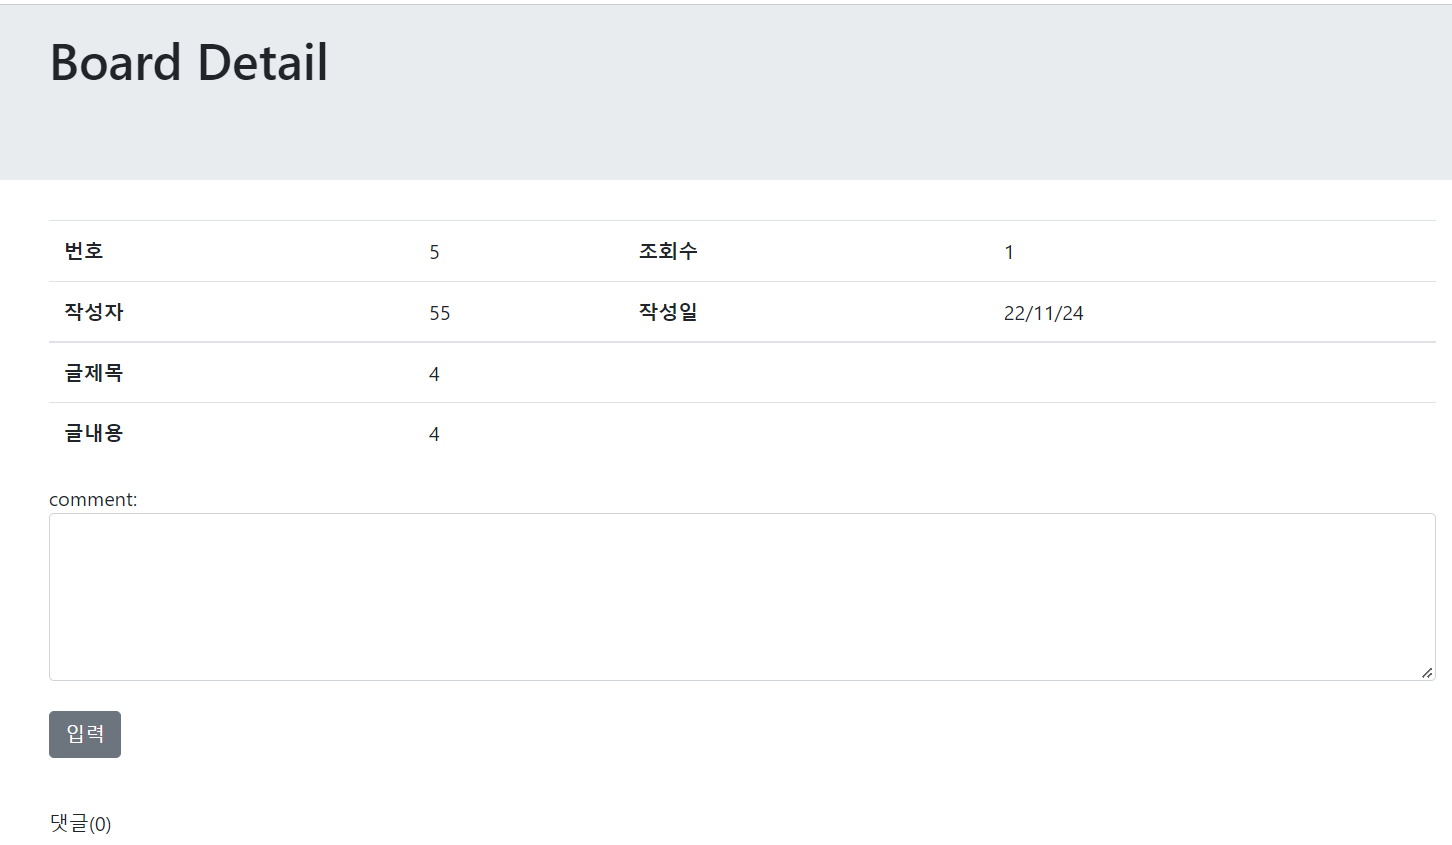 Board Detail
번호 5 조회수 1
작성자 55 작성일 22/11/24
글제목 4
글내용 4
comment:
입력
댓글(0)